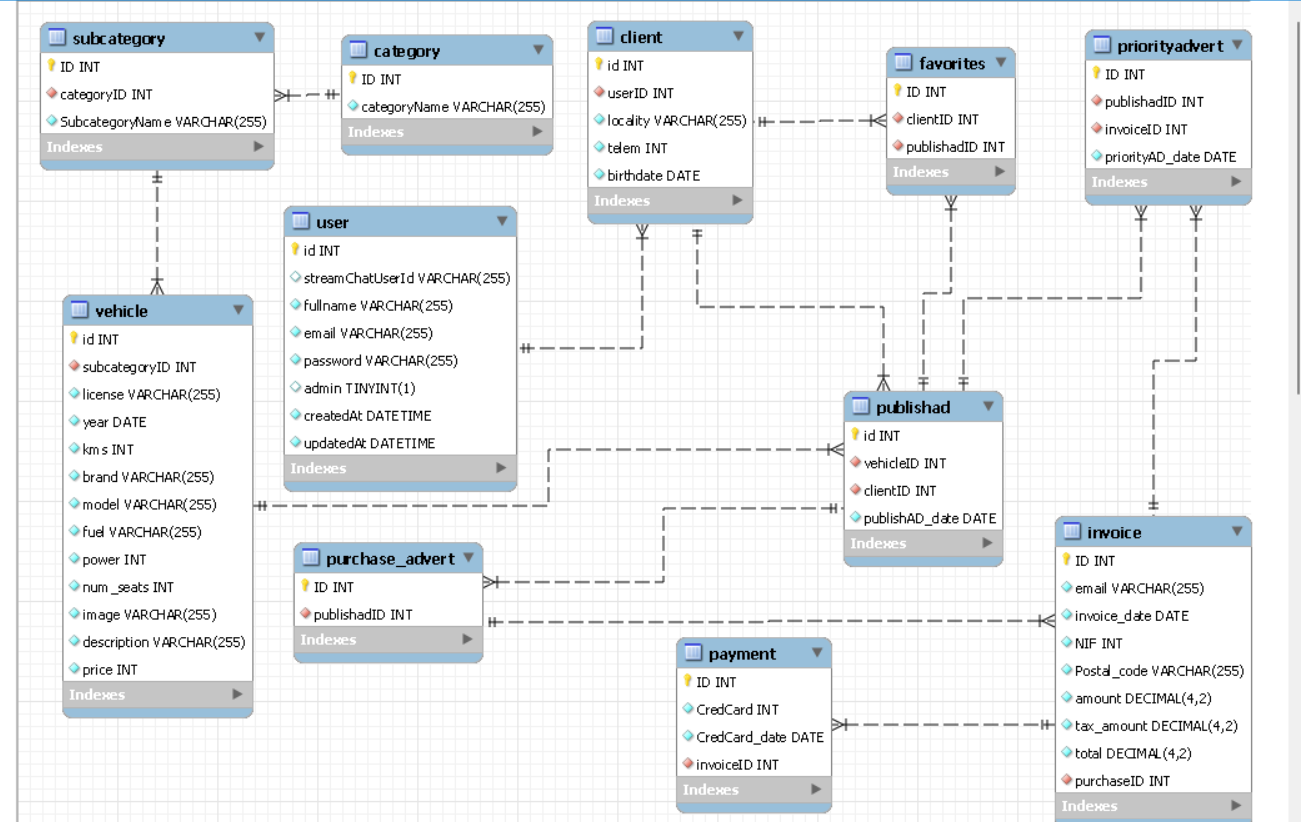 subcategory
ID INT
categoryID INT
SubcategoryName VARCHAR(255)
Indexes
category
ID INT
categoryName VARCHAR(255)
Indexes
client
id INT
userID INT
locality VARCHAR(255)
telem INT
birthdate DATE
Indexes
favorites
ID INT
clientID INT
publishadID INT
Indexes
priorityadvert
ID INT
publishadID INT
invoiceID INT
priorityAD_date DATE
Indexes
user
id INT
streamChatUserId VARCHAR(255)
fullname VARCHAR(255)
email VARCHAR(255)
password VARCHAR(255)
admin TINYINT(1)
createdAt DATETIME
updatedAt DATETIME
Indexes
vehicle
id INT
subcategoryID INT
license VARCHAR(255)
year DATE
kms INT
brand VARCHAR(255)
model VARCHAR(255)
fuel VARCHAR(255)
power INT
num_seats INT
image VARCHAR(255)
description VARCHAR(255)
price INT
Indexes
publishad
id INT
vehicleID INT
clientID INT
publishAD_date DATE
Indexes
purchase_advert
ID INT
publishadID INT
Indexes
invoice
ID INT
email VARCHAR(255)
invoice_date DATE
NIF INT
Postal_code VARCHAR(255)
amount DECIMAL(4,2)
tax_amount DECIMAL(4,2)
total DECIMAL(4,2)
purchaseID INT
Indexes
payment
ID INT
CredCard INT
CredCard_date DATE
invoiceID INT
Indexes